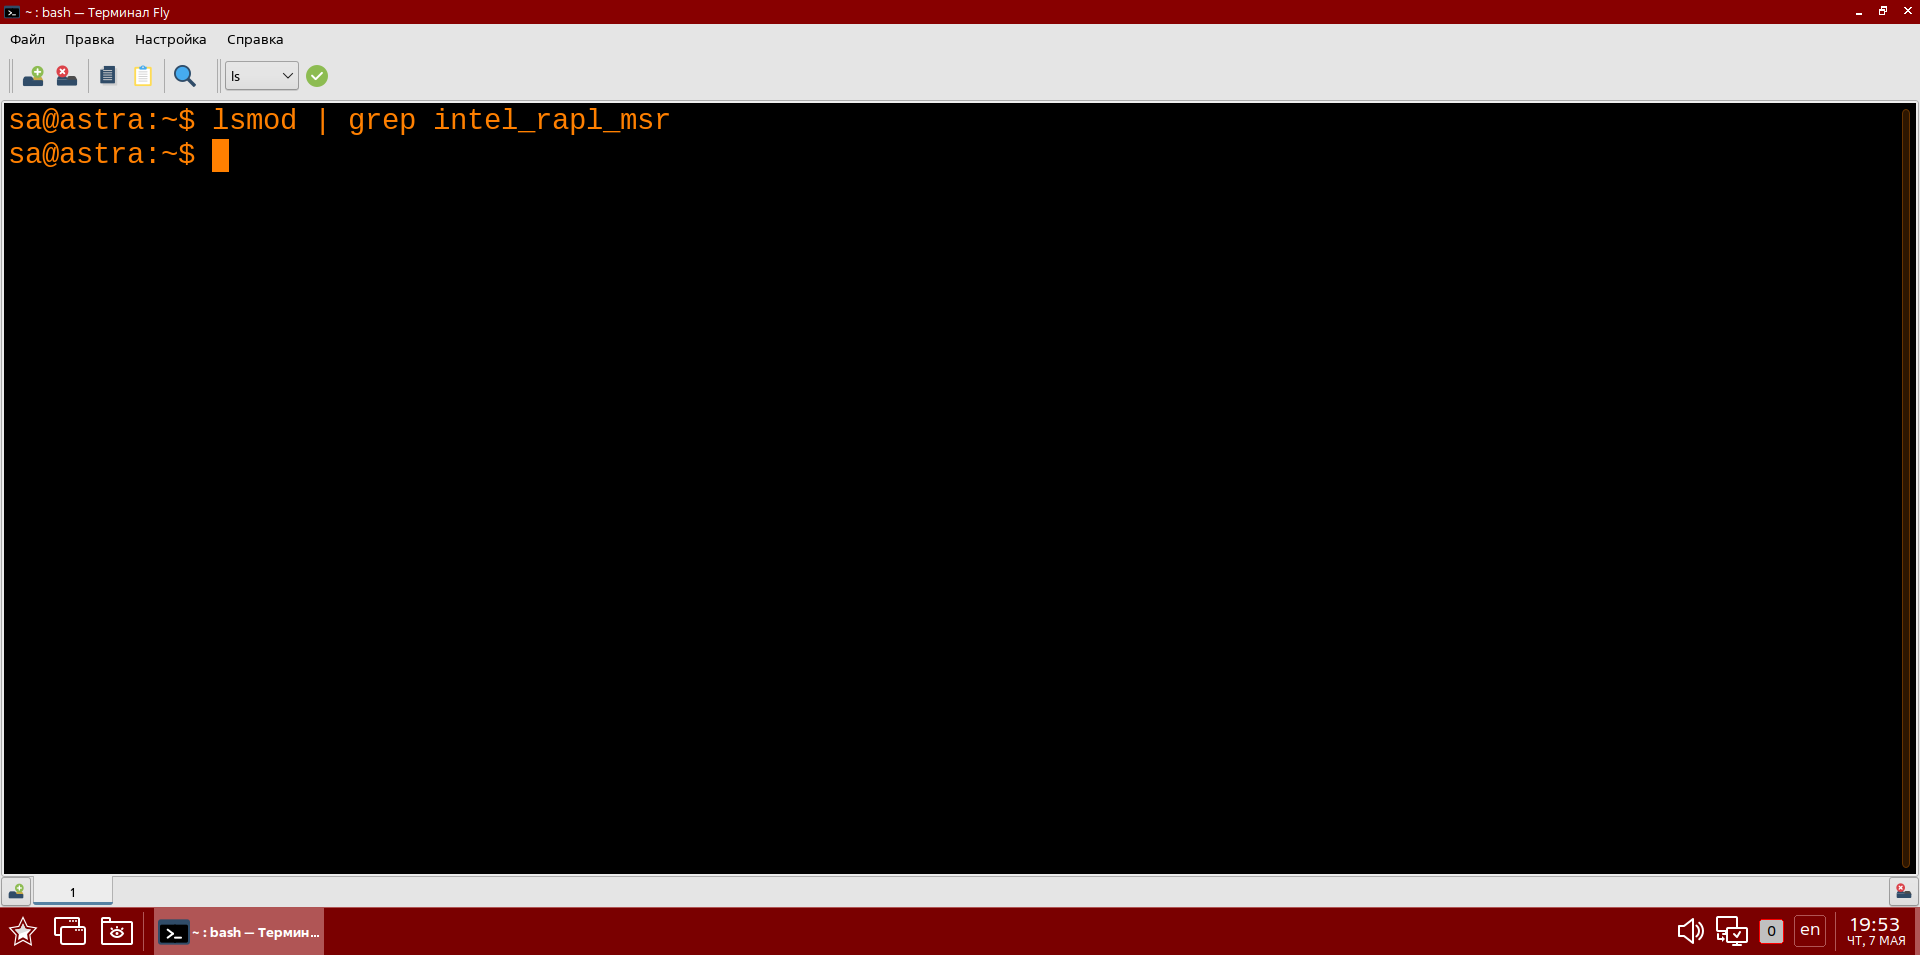 ~ : bash — Терминал Fly
Файл Правка Настройка Справка
ls
sa@astra:~$ lsmod | grep intel_rapl_msr
sa@astra:~$
1
~ : bash — Термин...
0 en 19:53
ЧТ, 7 МАЯ